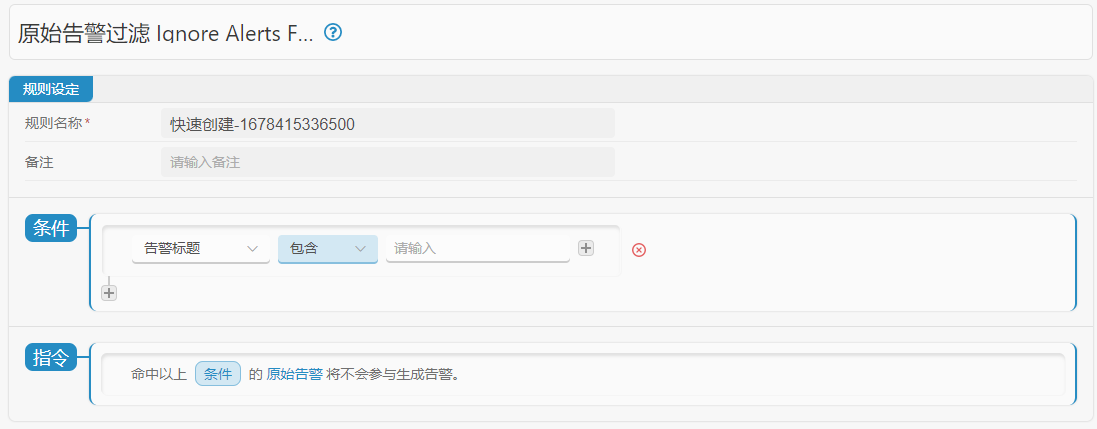 原始告警过滤 Ignore Alerts F... ?
规则设定
规则名称* 快速创建-1678415336500
备注 请输入备注
条件
告警标题 包含 请输入
指令
命中以上 条件 的 原始告警 将不会参与生成告警。